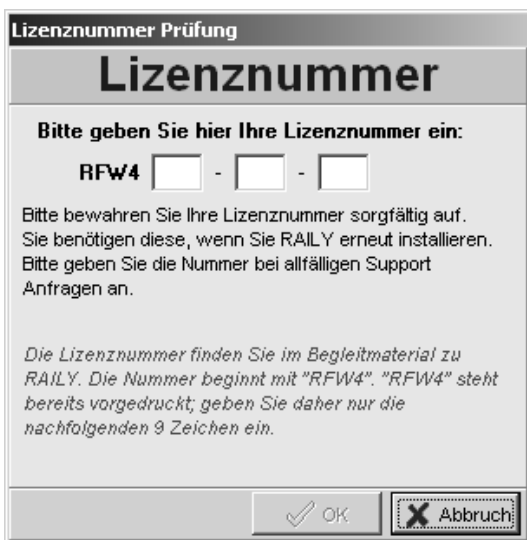 Lizenznummer Prüfung
Lizenznummer
Bitte geben Sie hier Ihre Lizenznummer ein:
RFW4 - -
Bitte bewahren Sie Ihre Lizenznummer sorgfältig auf.
Sie benötigen diese, wenn Sie RAILY erneut installieren.
Bitte geben Sie die Nummer bei allfälligen Support
Anfragen an.
Die Lizenznummer finden Sie im Begleitmaterial zu
RAILY. Die Nummer beginnt mit "RFW4". "RFW4" steht
bereits vorgedruckt; geben Sie daher nur die
nachfolgenden 9 Zeichen ein.
OK Abbruch